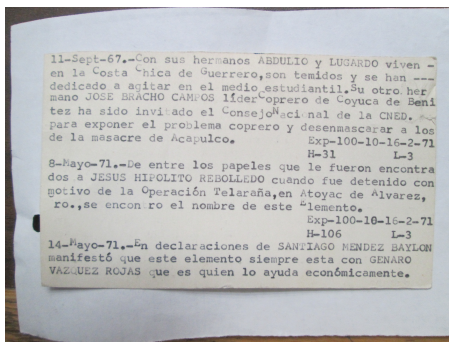 11-Sept-67.-Con sus hermanos ABDULIO y LUGARDO viven -
en la Costa Chica de Guerrero,son temidos y se han ---
dedicado a agitar en el medio estudiantil.Su otro her
mano JOSE BRACHO CAMPOS líder Coprero de Coyuca de Beni
tez ha sido invitado el ConsejoNacional de la CNED.
para exponer el problema coprero y desenmascarar a los
de la masacre de Acapulco. Exp-100-10-16-2-71
H-31 L-3
8-Mayo-71.-De entre los papeles que le fueron encontra
dos a JESUS HIPOLITO REBOLLEDO cuando fue detenido con
motivo de la Operación Telaraña,en Atoyac de Alvarez,
ro.,se encontro el nombre de este Elemento.
Exp-100-10-16-2-71
H-106 L-3
14-Mayo-71.-En declaraciones de SANTIAGO MENDEZ BAYLON
manifestó que este elemento siempre esta con GENARO
VAZQUEZ ROJAS que es quien lo ayuda económicamente.